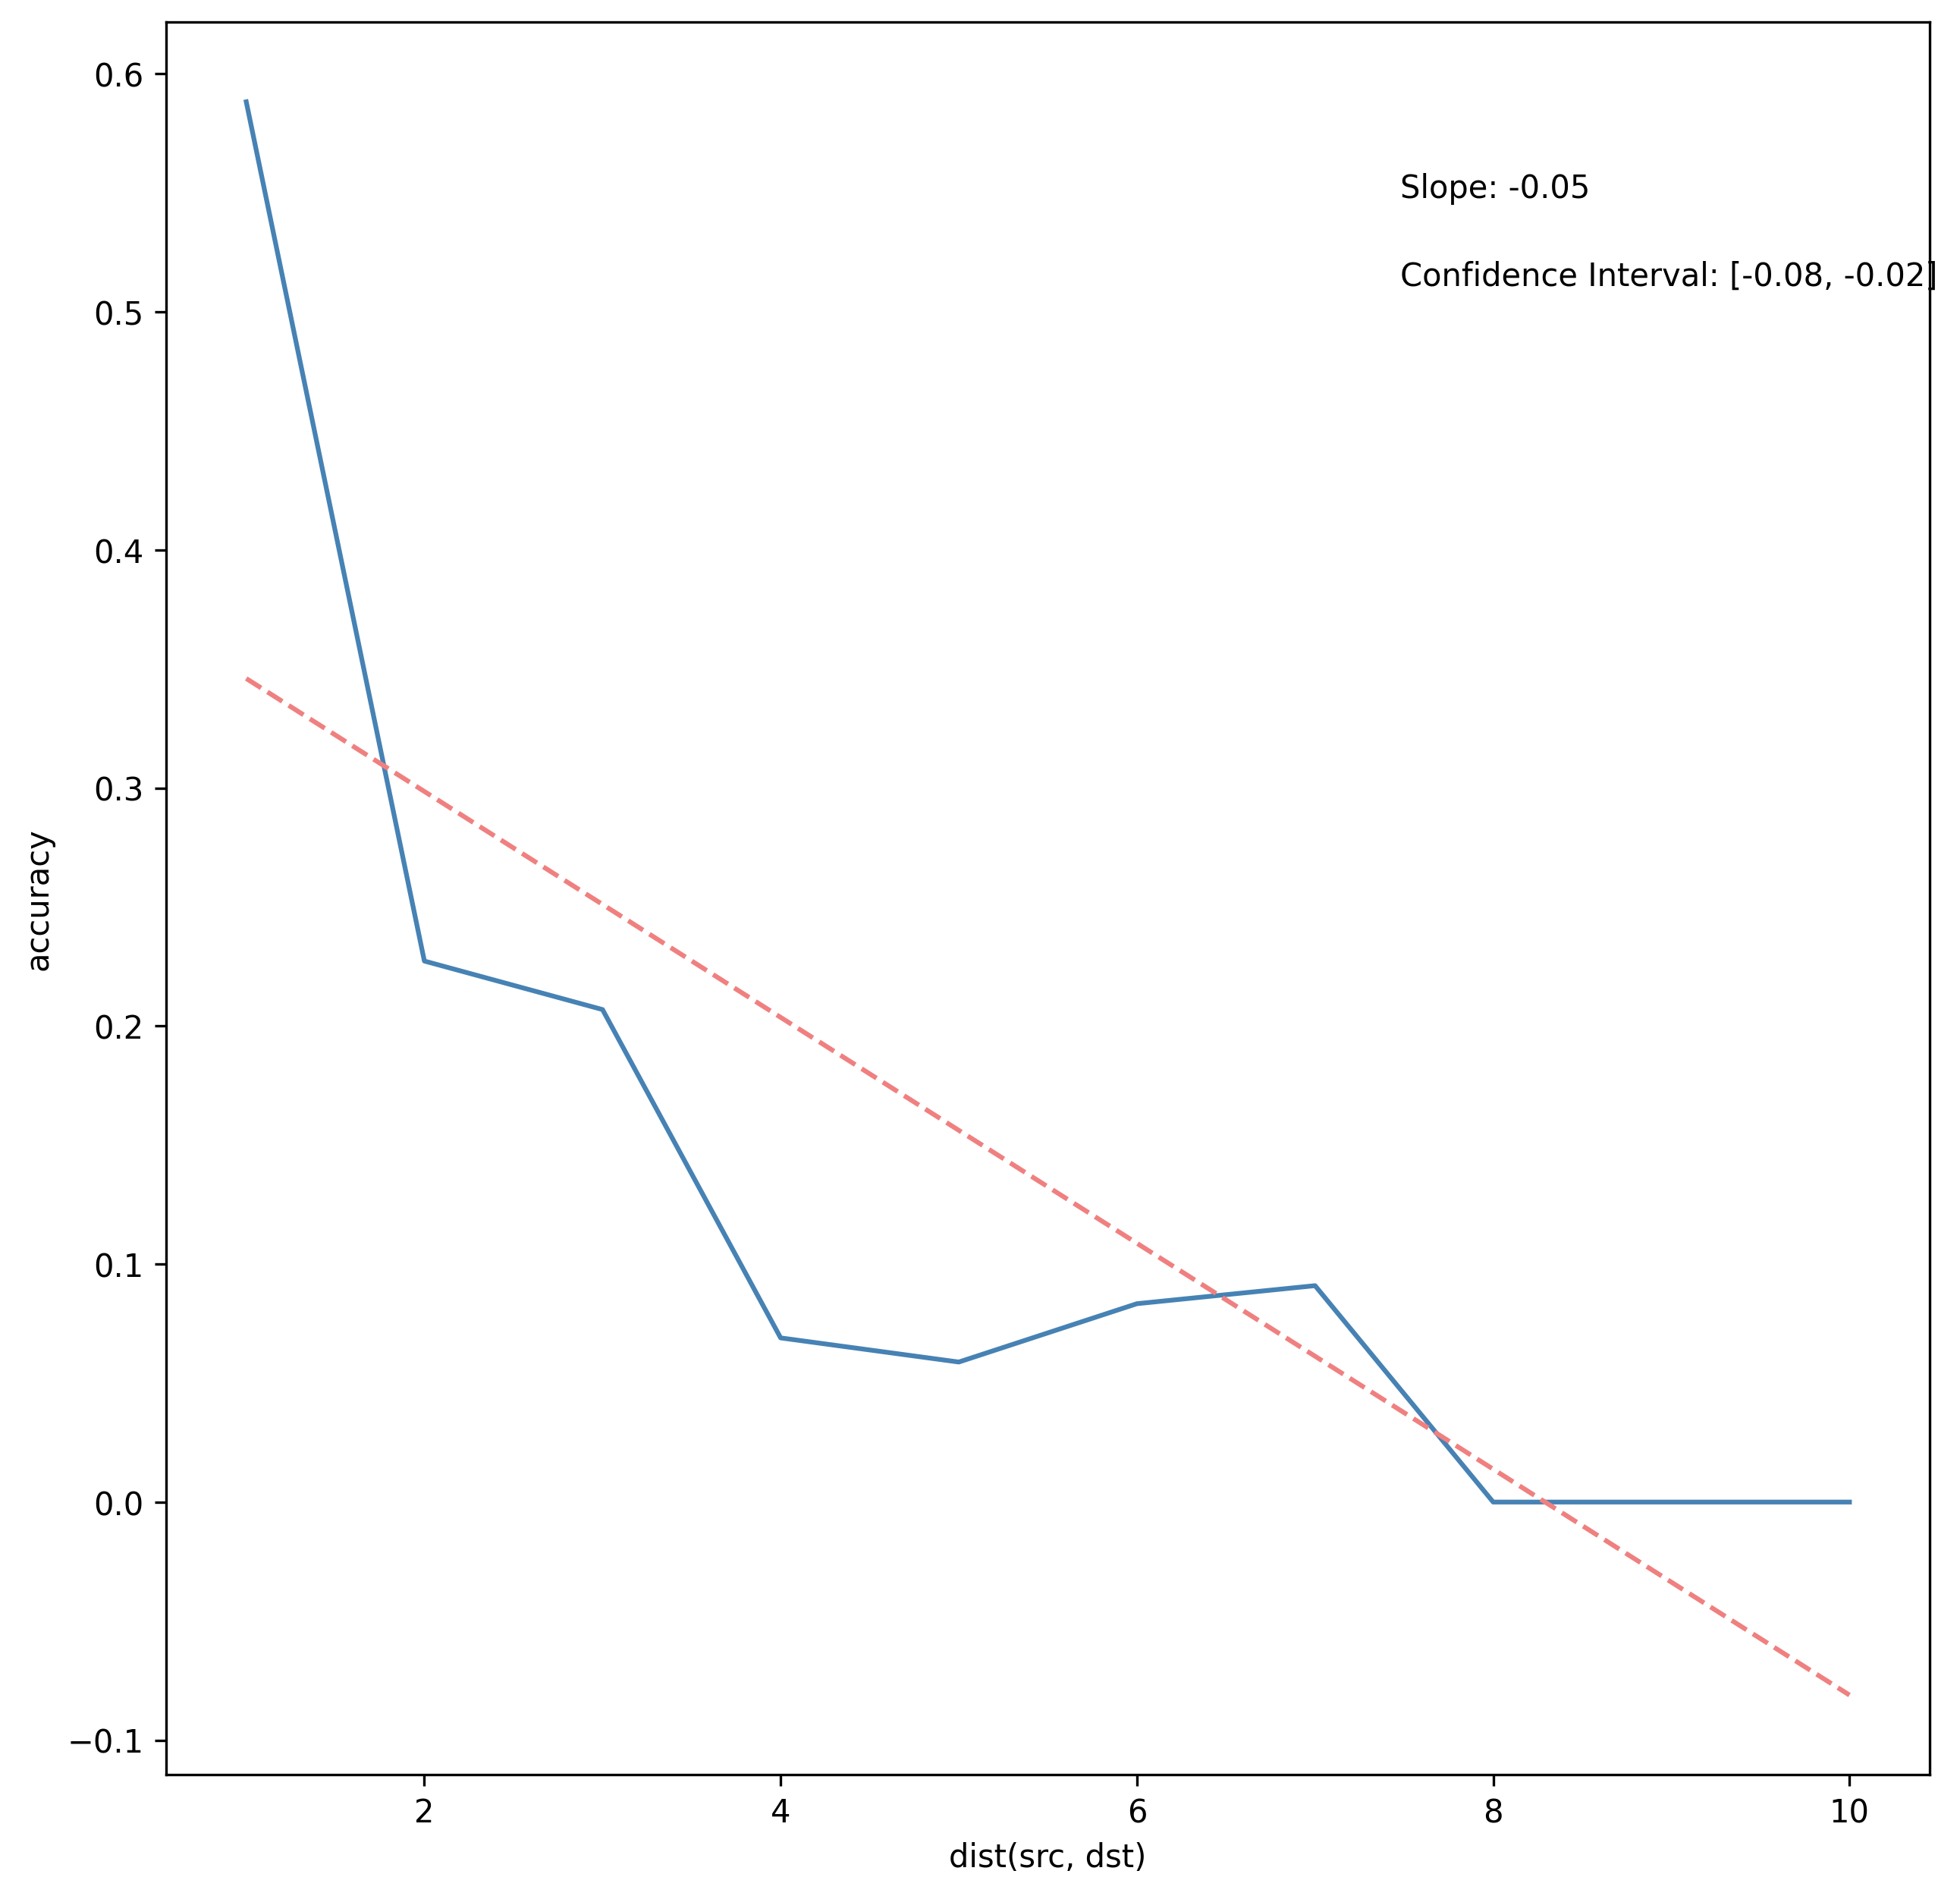 0.6
Slope: -0.05
Confidence Interval: [-0.08, -0.02]
0.5
0.4
0.3
accuracy
0.2
0.1
0.0
−0.1
2 4 6 8 10
dist(src, dst)